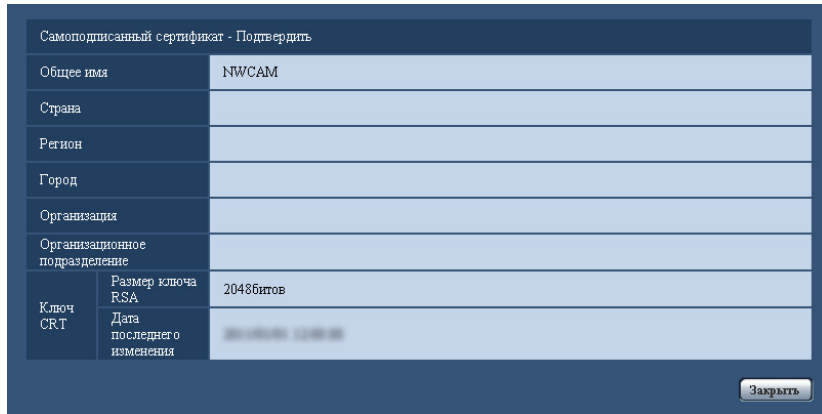 Самоподписанный сертификат - Подтвердить
Общее имя
NWCAM
Страна
Регион
Город
Организация
Организационное
подразделение
Ключ
CRT
Размер ключа
RSA
2048битов
Дата
последнего
изменения
Закрыть